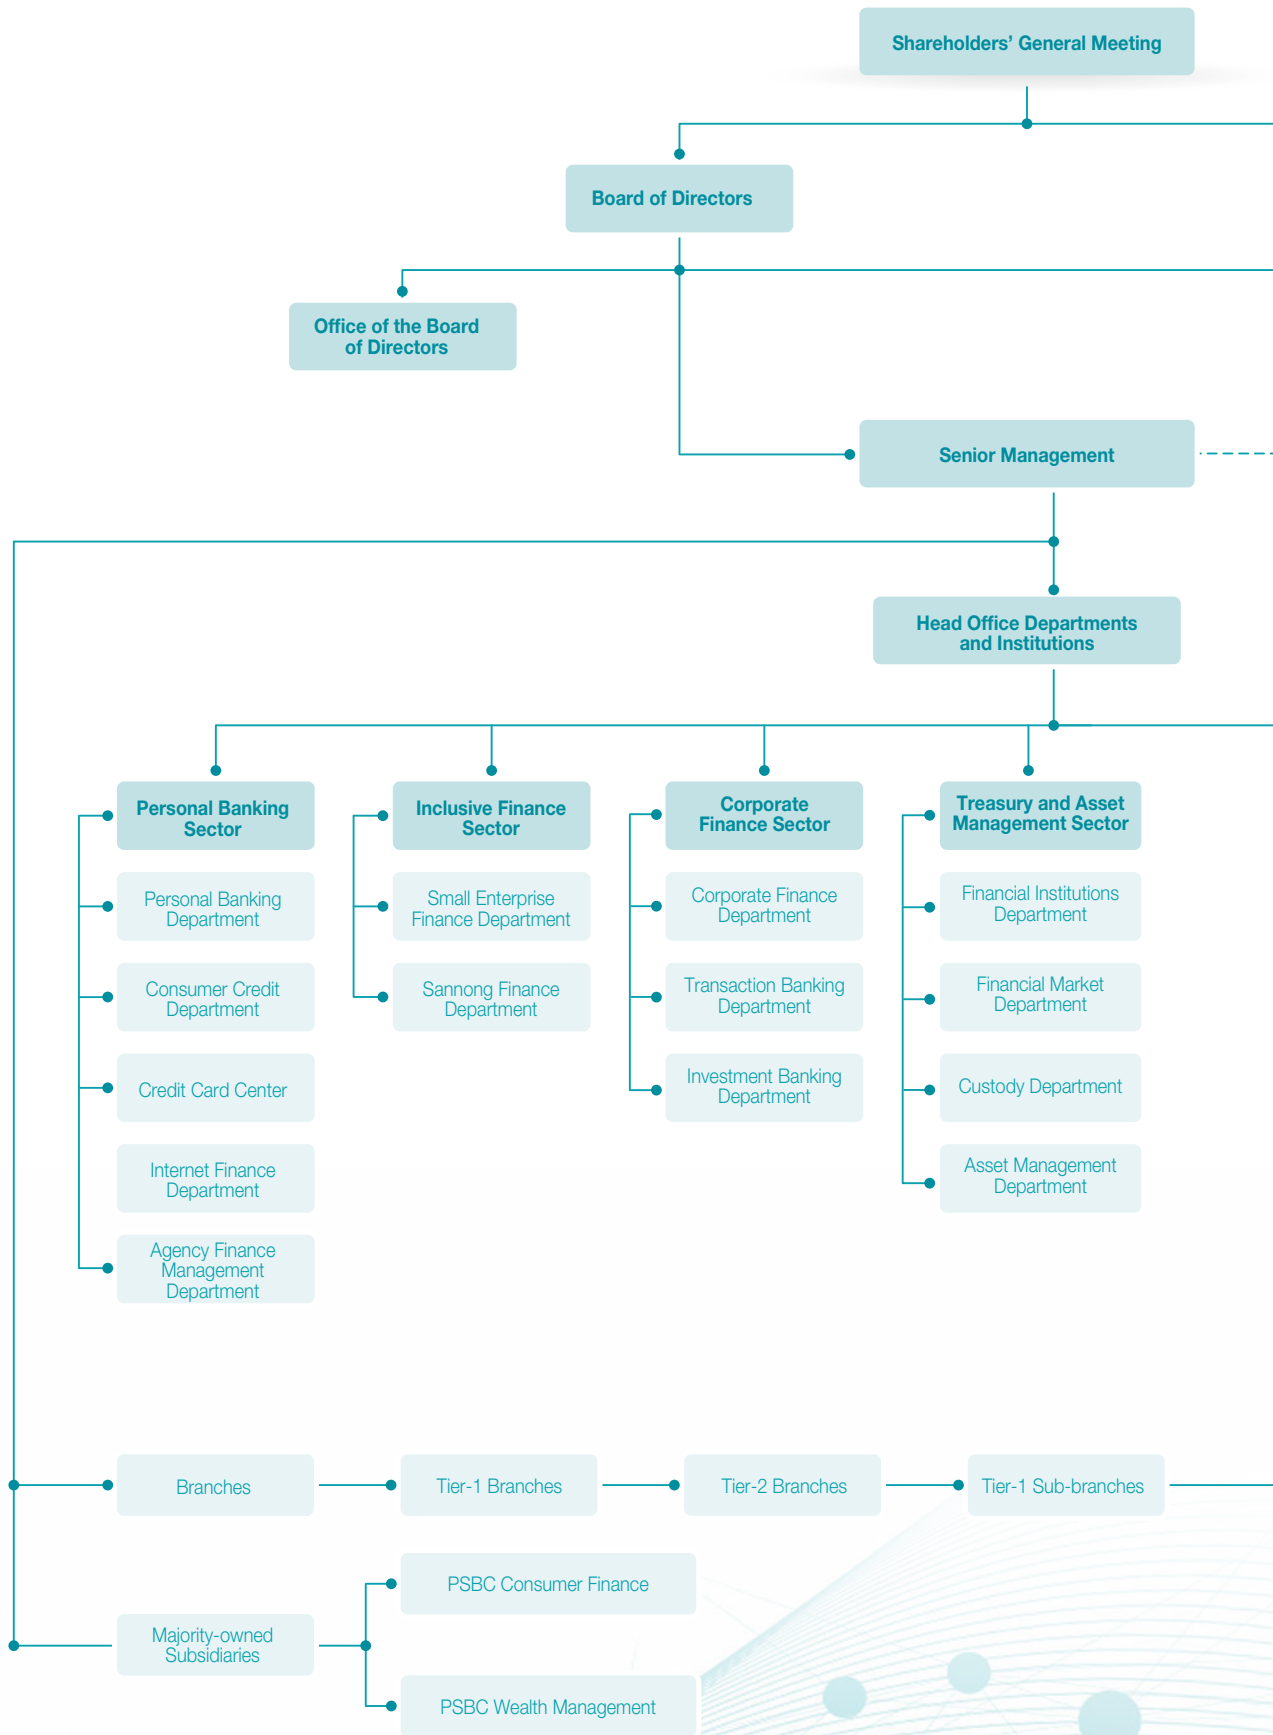 Shareholders' General Meeting
Board of Directors
Office of the Board
of Directors
Senior Management
Head Office Departments
and Institutions
Personal Banking
Sector
Personal Banking
Department
Consumer Credit
Department
Credit Card Center
Internet Finance
Department
Agency Finance
Management
Department
Inclusive Finance
Sector
Small Enterprise
Finance Department
Sannong Finance
Department
Corporate
Finance Sector
Corporate Finance
Department
Transaction Banking
Department
Investment Banking
Department
Treasury and Asset
Management Sector
Financial Institutions
Department
Financial Market
Department
Custody Department
Asset Management
Department
Branches
Tier-1 Branches
Tier-2 Branches
Tier-1 Sub-branches
Majority-owned
Subsidiaries
PSBC Consumer Finance
PSBC Wealth Management